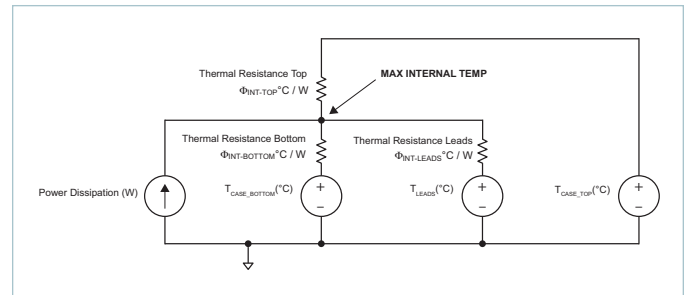 Thermal Resistance Top
ΦINT-TOP°C / W
MAX INTERNAL TEMP
Thermal Resistance Bottom
ΦINT-BOTTOM°C / W
Thermal Resistance Leads
ΦINT-LEADS°C / W
Power Dissipation (W)
TCASE_BOTTOM(°C)
+
–
TLEADS(°C)
+
–
TCASE_TOP(°C)
+
–